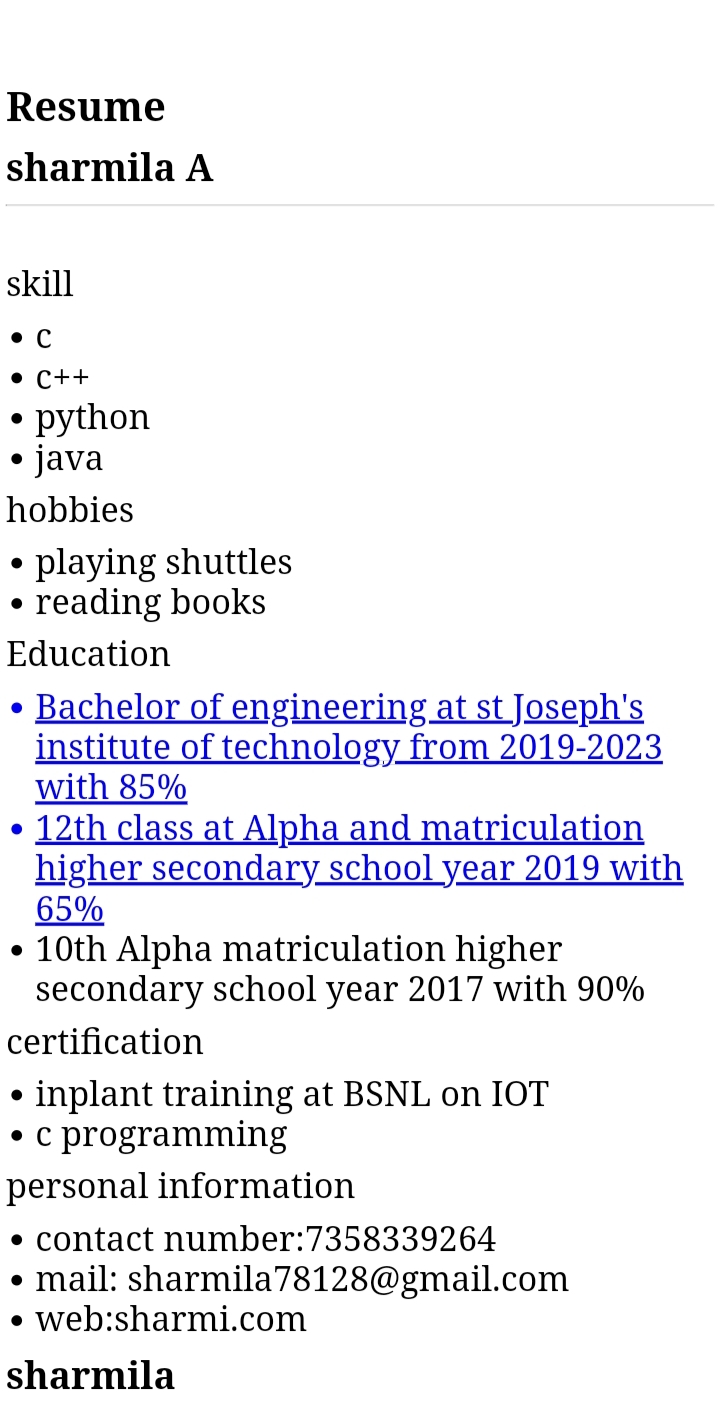 Resume
sharmila A
skill
• c
• c++
• python
• java
hobbies
• playing shuttles
• reading books
Education
• Bachelor of engineering at st Joseph's
institute of technology from 2019-2023
with 85%
• 12th class at Alpha and matriculation
higher secondary school year 2019 with
65%
• 10th Alpha matriculation higher
secondary school year 2017 with 90%
certification
• inplant training at BSNL on IOT
• c programming
personal information
• contact number:7358339264
• mail: sharmila78128@gmail.com
• web:sharmi.com
sharmila